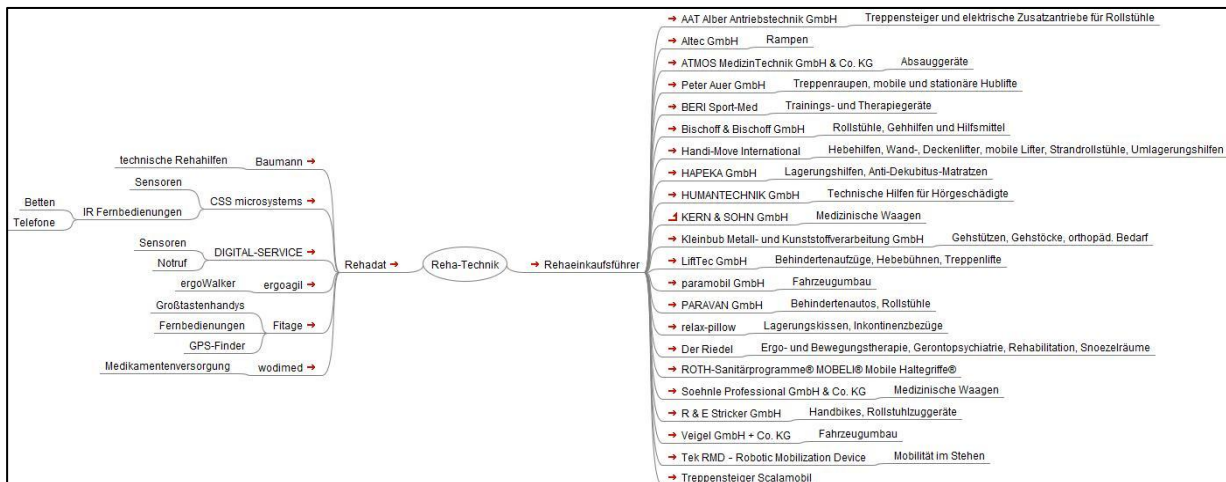 Reha-Technik
Rehadat
Baumann
technische Rehahilfen
CSS microsystems
Sensoren
IR Fernbedienungen
Betten
Telefone
DIGITAL-SERVICE
Sensoren
Notruf
ergoagil
ergoWalker
Fitage
Großtastenhandys
Fernbedienungen
GPS-Finder
wodimed
Medikamentenversorgung
Rehaeinkaufsführer
AAT Alber Antriebstechnik GmbH Treppensteiger und elektrische Zusatzantriebe für Rollstühle
Altec GmbH Rampen
ATMOS MedizinTechnik GmbH & Co. KG Absauggeräte
Peter Auer GmbH Treppenraupen, mobile und stationäre Hublifte
BERI Sport-Med Trainings- und Therapiegeräte
Bischoff & Bischoff GmbH Rollstühle, Gehhilfen und Hilfsmittel
Handi-Move International Hebehilfen, Wand-, Deckenlifter, mobile Lifter, Strandrollstühle, Umlagerungshilfen
HAPEKA GmbH Lagerungshilfen, Anti-Dekubitus-Matratzen
HUMANTECHNIK GmbH Technische Hilfen für Hörgeschädigte
KERN & SOHN GmbH Medizinische Waagen
Kleinbub Metall- und Kunststoffverarbeitung GmbH Gehstützen, Gehstöcke, orthopäd. Bedarf
LiftTec GmbH Behindertenaufzüge, Hebebühnen, Treppenlifte
paramobil GmbH Fahrzeugumbau
PARAVAN GmbH Behindertenautos, Rollstühle
relax-pillow Lagerungskissen, Inkontinenzbezüge
Der Riedel Ergo- und Bewegungstherapie, Gerontopsychiatrie, Rehabilitation, Snoezelräume
ROTH-Sanitärprogramme® MOBELI® Mobile Haltegriffe®
Soehnle Professional GmbH & Co. KG Medizinische Waagen
R & E Stricker GmbH Handbikes, Rollstuhlzuggeräte
Veigel GmbH + Co. KG Fahrzeugumbau
Tek RMD - Robotic Mobilization Device Mobilität im Stehen
Treppensteiger Scalamobil